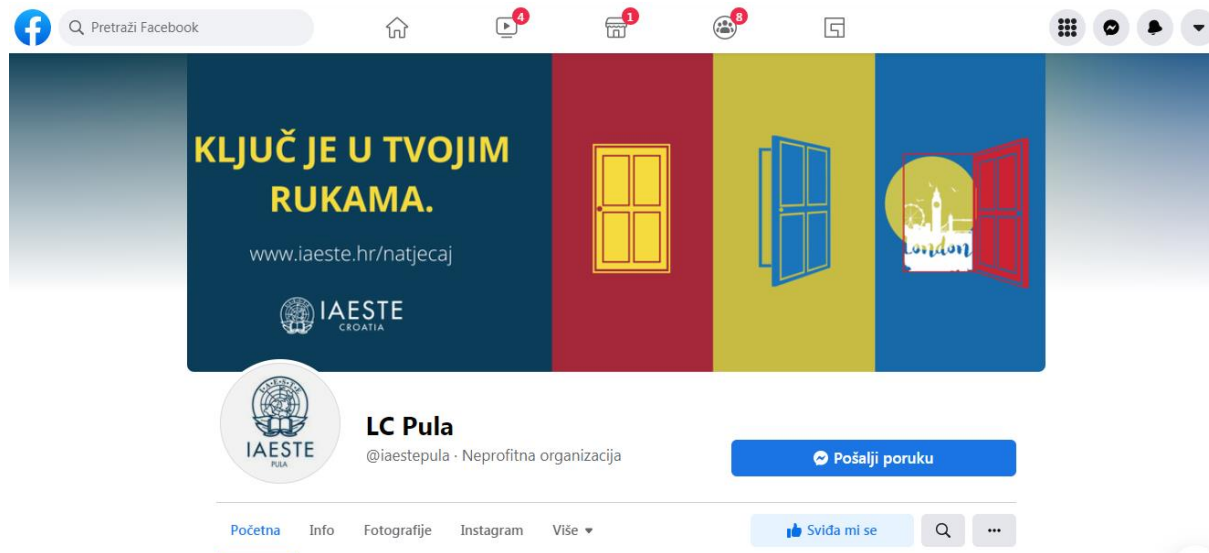 Pretraži Facebook
4
1
8
KLJUČ JE U TVOJIM
RUKAMA.
www.iaeste.hr/natjecaj
IAESTE
CROATIA
London
I.A.E.S.T.E
IAESTE
PULA
LC Pula
@iaestepula · Neprofitna organizacija
Pošalji poruku
Početna Info Fotografije Instagram Više
Sviđa mi se